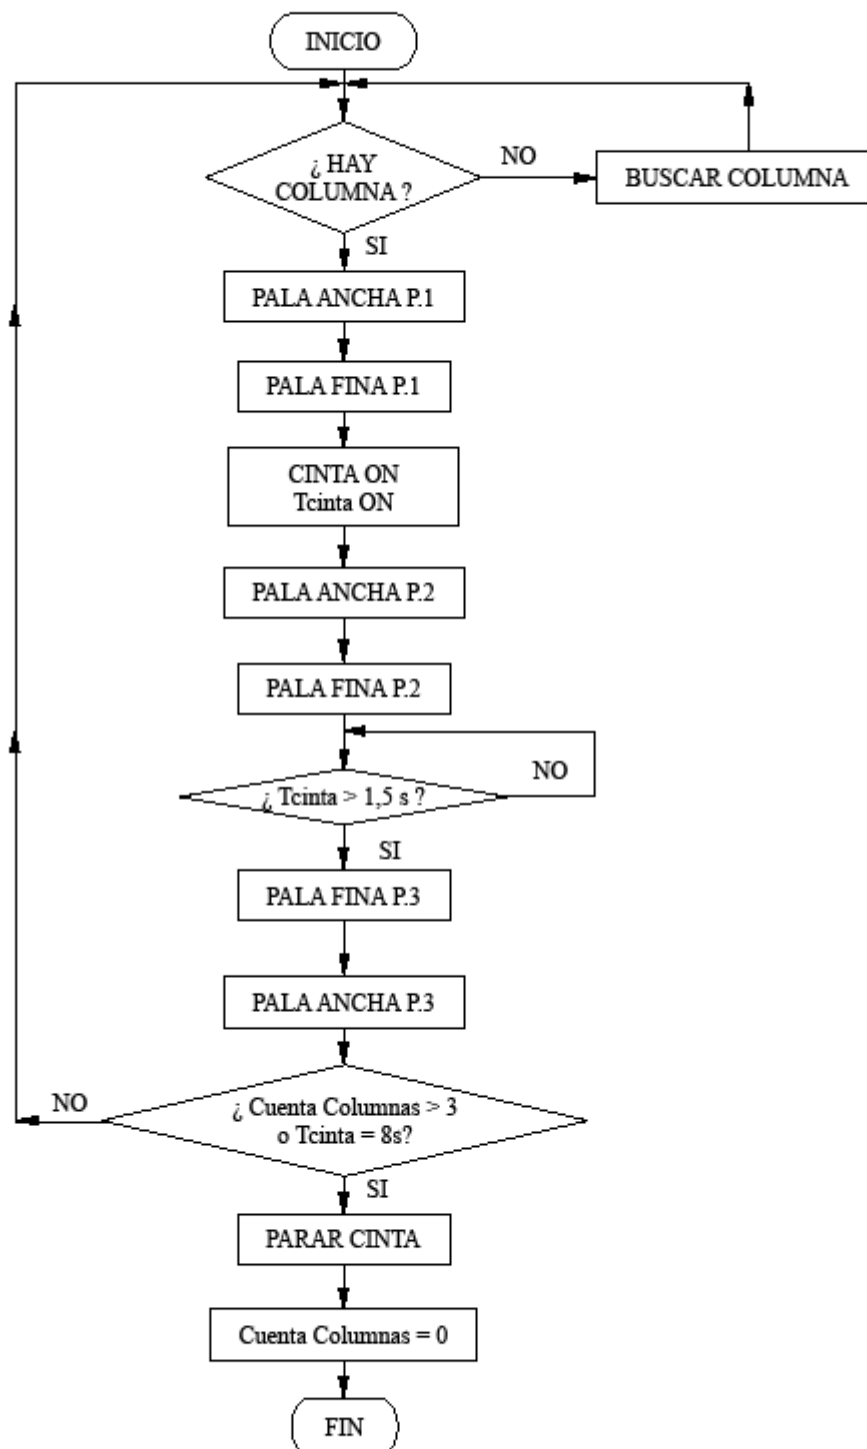 INICIO
¿ HAY
COLUMNA ?
NO
BUSCAR COLUMNA
SI
PALA ANCHA P.1
PALA FINA P.1
CINTA ON
Tcinta ON
PALA ANCHA P.2
PALA FINA P.2
¿ Tcinta > 1,5 s ?
NO
SI
PALA FINA P.3
PALA ANCHA P.3
¿ Cuenta Columnas > 3
o Tcinta = 8s?
NO
SI
PARAR CINTA
Cuenta Columnas = 0
FIN